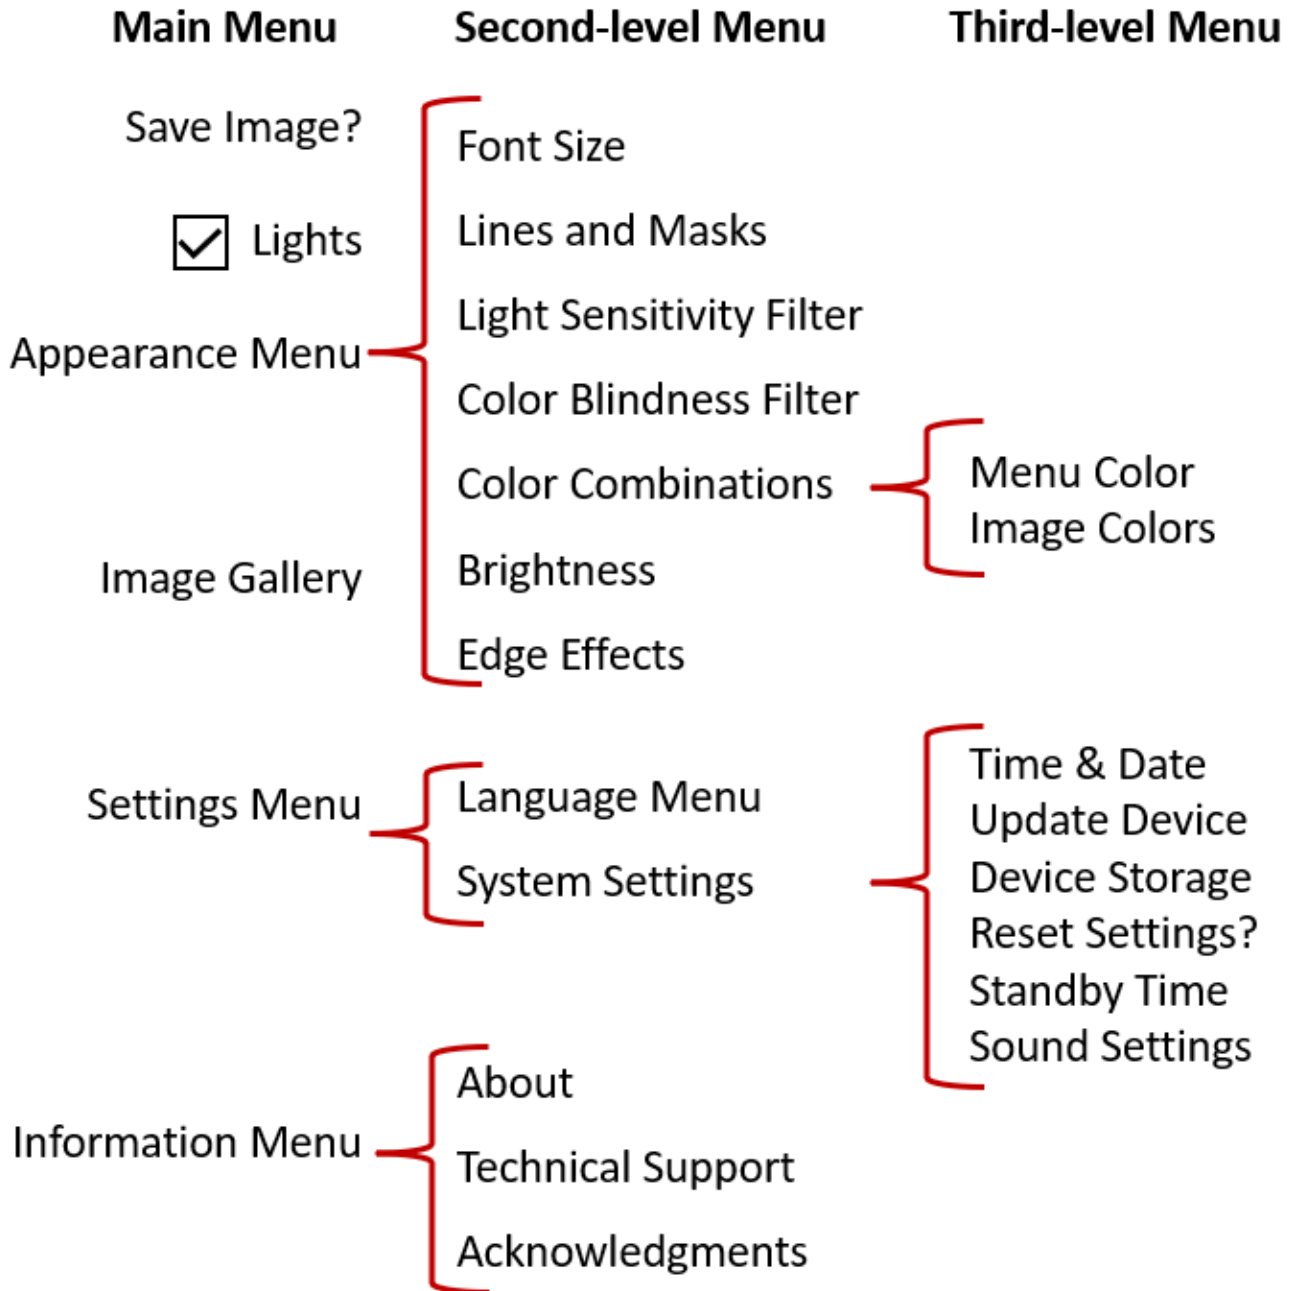 Main Menu
Second-level Menu
Third-level Menu
Save Image?
Lights
Appearance Menu
Font Size
Lines and Masks
Light Sensitivity Filter
Color Blindness Filter
Color Combinations
Menu Color
Image Colors
Brightness
Edge Effects
Image Gallery
Settings Menu
Language Menu
System Settings
Time & Date
Update Device
Device Storage
Reset Settings?
Standby Time
Sound Settings
Information Menu
About
Technical Support
Acknowledgments